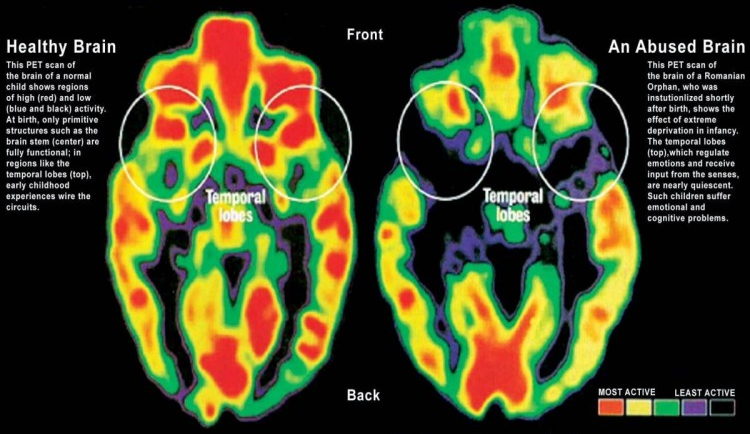 Healthy Brain
This PET scan of
the brain of a normal
child shows regions
of high (red) and low
(blue and black) activity.
At birth, only primitive
structures such as the
brain stem (center) are
fully functional; in
regions like the
temporal lobes (top),
early childhood
experiences wire the
circuits.
Front
Temporal
lobes
Back
An Abused Brain
This PET scan of
the brain of a Romanian
Orphan, who was
instutionlized shortly
after birth, shows the
effect of extreme
deprivation in infancy.
The temporal lobes
(top),which regulate
emotions and receive
input from the senses,
are nearly quiescent.
Such children suffer
emotional and
cognitive problems.
Temporal
lobes
MOST ACTIVE LEAST ACTIVE